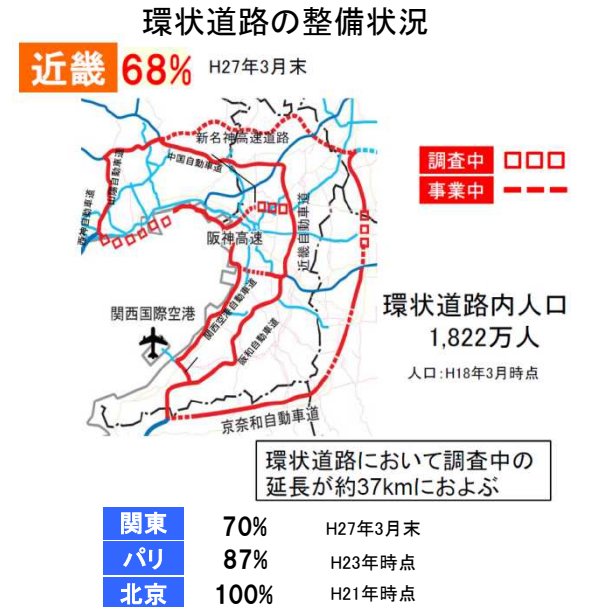 環状道路の整備状況
近畿 68% H27年3月末
新名神高速道路
中国自動車道
山陽自動車道
西神自動車道
阪神高速
近畿自動車道
関西国際空港
関西空港自動車道
阪和自動車道
京奈和自動車道
調査中
事業中
環状道路内人口
1,822万人
人口:H18年3月時点
環状道路において調査中の
延長が約37kmにおよぶ
関東 70% H27年3月末
パリ 87% H23年時点
北京 100% H21年時点